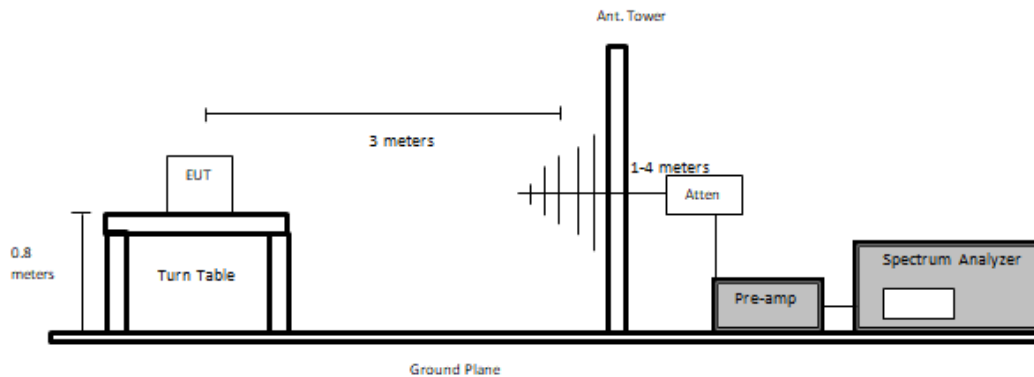 Ant. Tower
3 meters
EUT
1-4 meters
Atten
0.8
meters
Turn Table
Spectrum Analyzer
Pre-amp
Ground Plane